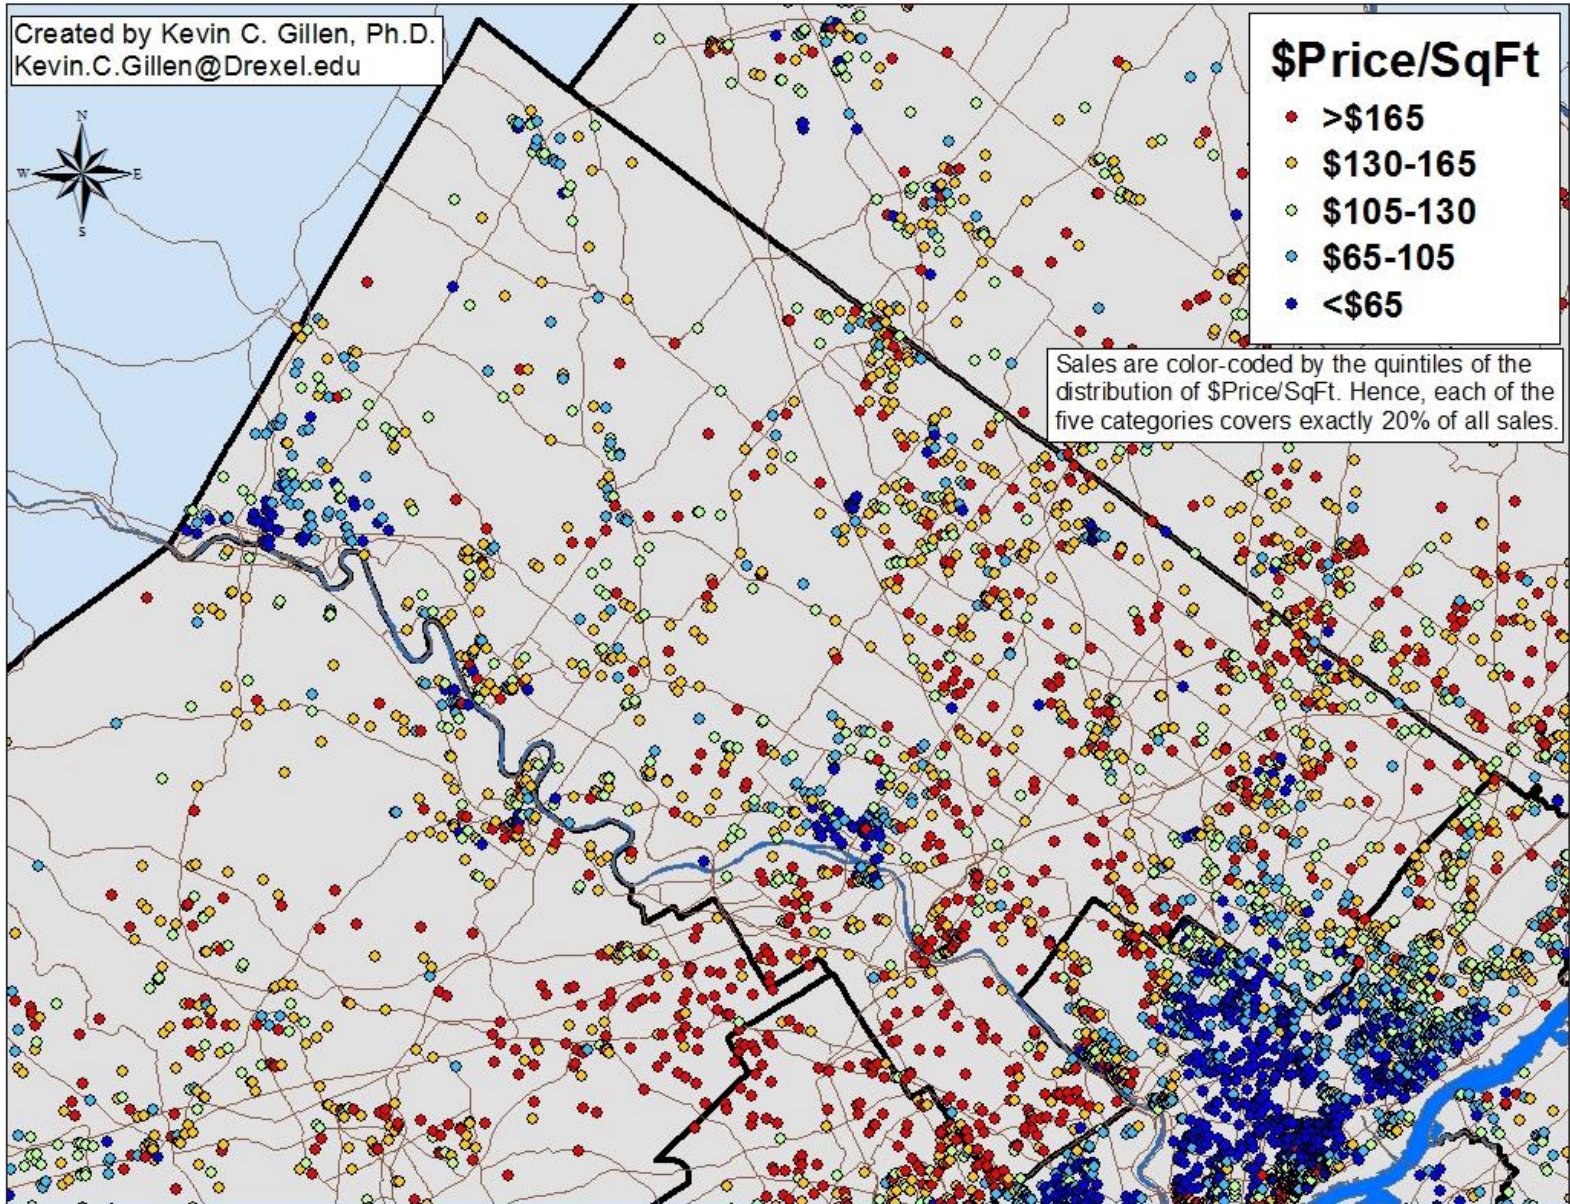 Created by Kevin C. Gillen, Ph.D.
Kevin.C.Gillen@Drexel.edu
N
W
E
S
$Price/SqFt
>$165
$130-165
$105-130
$65-105
<$65
Sales are color-coded by the quintiles of the
distribution of $Price/SqFt. Hence, each of the
five categories covers exactly 20% of all sales.